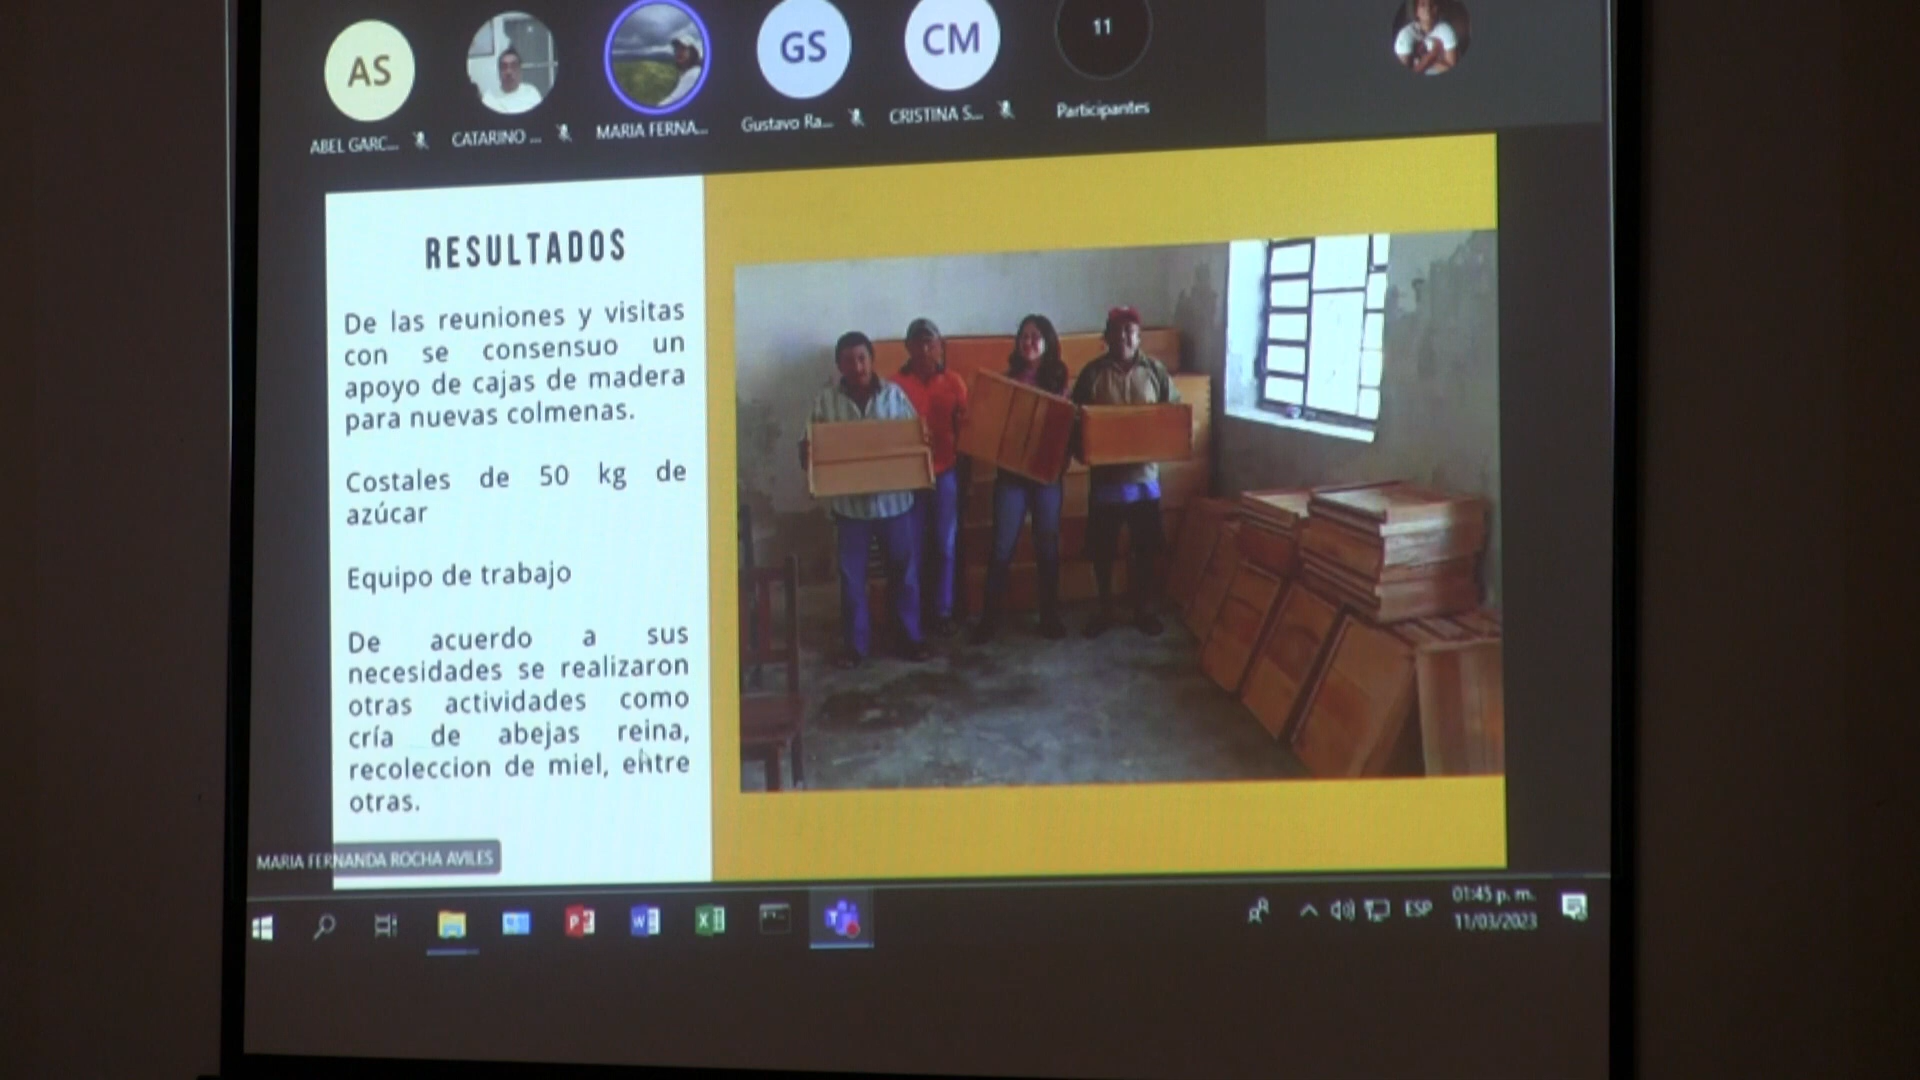 AS
GS
CM
11
ABEL GARC...
CATARINO ...
MARIA FERNA...
Gustavo Ra...
CRISTINA S...
Participantes
RESULTADOS
De las reuniones y visitas
con se consensuo un
apoyo de cajas de madera
para nuevas colmenas.
Costales de 50 kg de
azúcar
Equipo de trabajo
De acuerdo a sus
necesidades se realizaron
otras actividades como
cría de abejas reina,
recoleccion de miel, entre
otras.
MARIA FERNANDA ROCHA AVILES
ESP
01:45 p. m.
11/03/2023